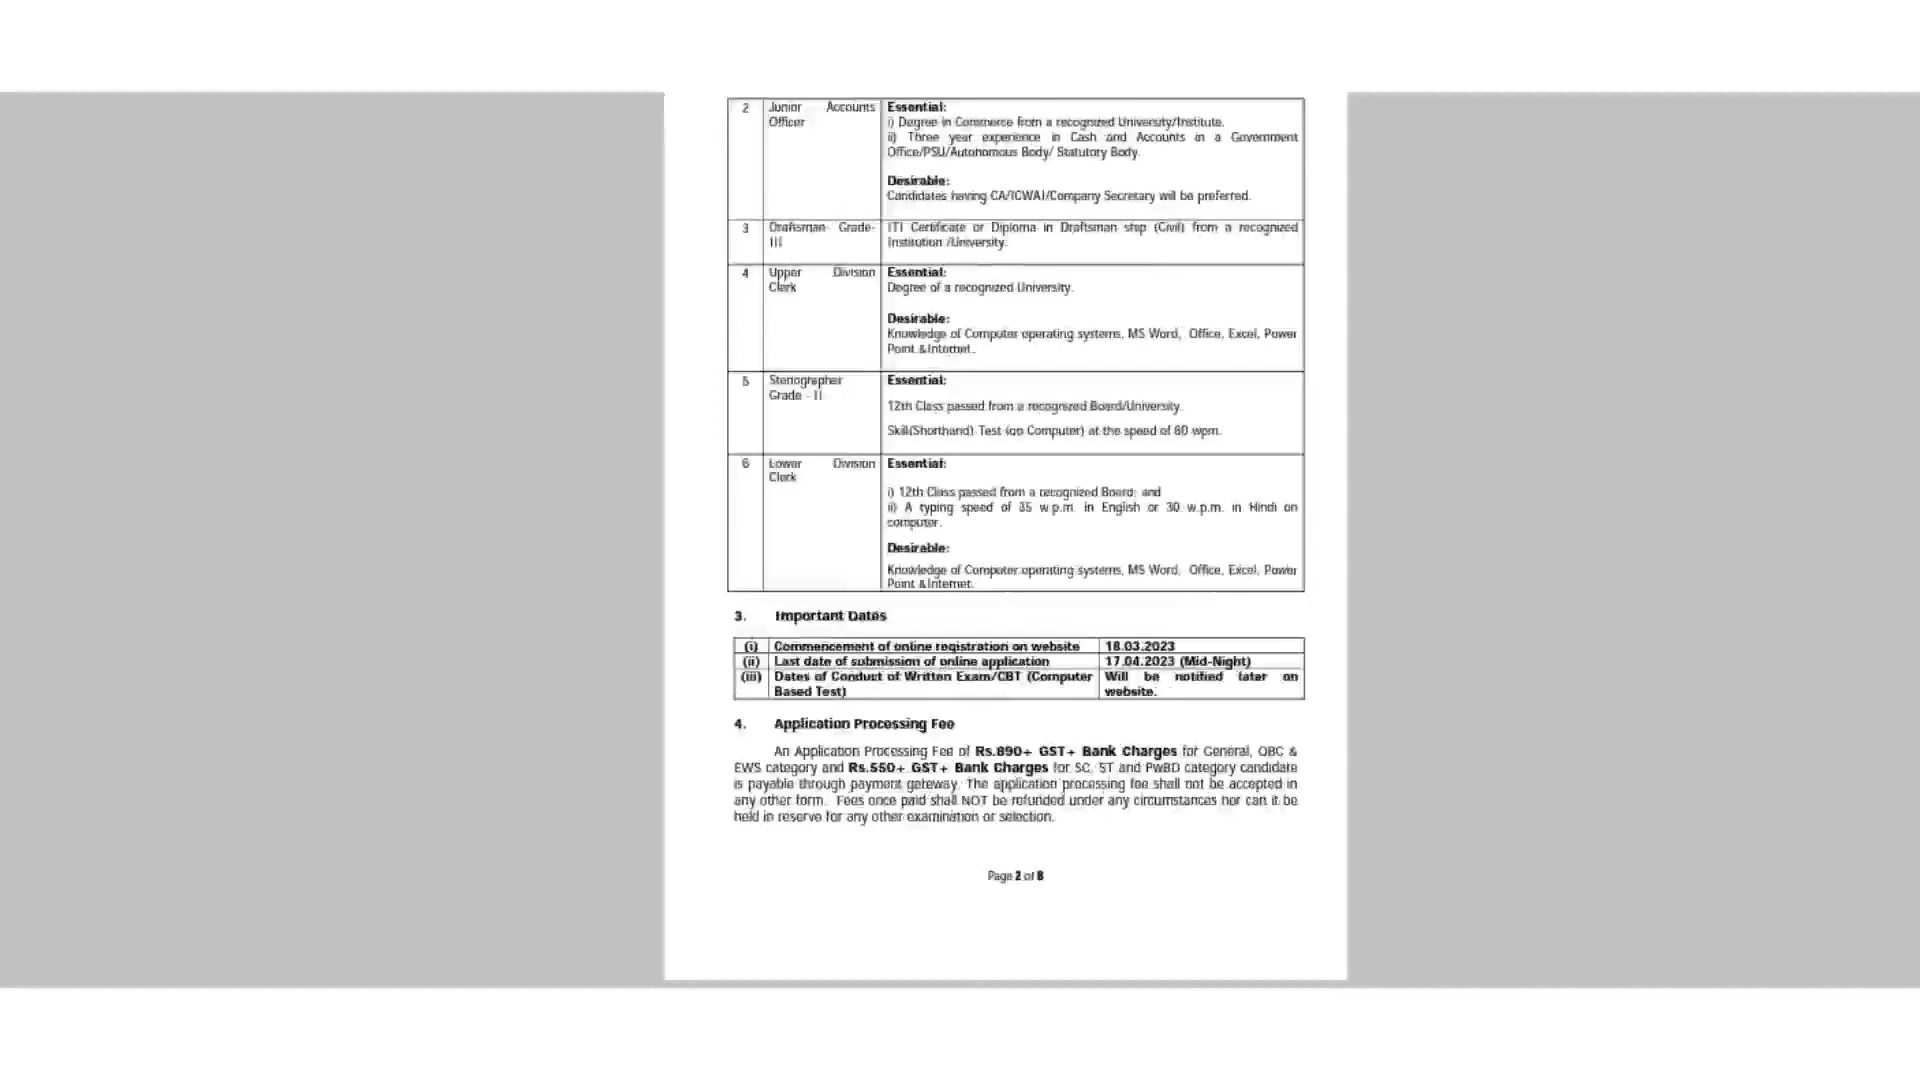 2 Junior Accounts Essential:
Officer i) Degree in Commerce from a recognized University/Institute.
ii) Three year experience in Cash and Accounts in a Government
Office/PSU/Autonomous Body/ Statutory Body.
Desirable:
Candidates having CA/ICWAI/Company Secretary will be preferred.
3 Draftsman Grade- ITI Certificate or Diploma in Draftsman ship (Civil) from a recognized
III Institution /University.
4 Upper Division Essential:
Clerk Degree of a recognized University.
Desirable:
Knowledge of Computer operating systems, MS Word, Office, Excel, Power
Point & Internet.
5 Stenographer Essential:
Grade - II
12th Class passed from a recognized Board/University.
Skill(Shorthand) Test (on Computer) at the speed of 80 wpm.
6 Lower Division Essential:
Clerk
i) 12th Class passed from a recognized Board; and
ii) A typing speed of 35 w.p.m. in English or 30 w.p.m. in Hindi on
computer.
Desirable:
Knowledge of Computer operating systems, MS Word, Office, Excel, Power
Point & Internet.
3. Important Dates
(i) Commencement of online registration on website 18.03.2023
(ii) Last date of submission of online application 17.04.2023 (Mid-Night)
(iii) Dates of Conduct of Written Exam/CBT (Computer Will be notified later on
Based Test) website.
4. Application Processing Fee
An Application Processing Fee of Rs.890+ GST+ Bank Charges for General, OBC &
EWS category and Rs.550+ GST+ Bank Charges for SC, ST and PwBD category candidate
is payable through payment gateway. The application processing fee shall not be accepted in
any other form. Fees once paid shall NOT be refunded under any circumstances nor can it be
held in reserve for any other examination or selection.
Page 2 of 8